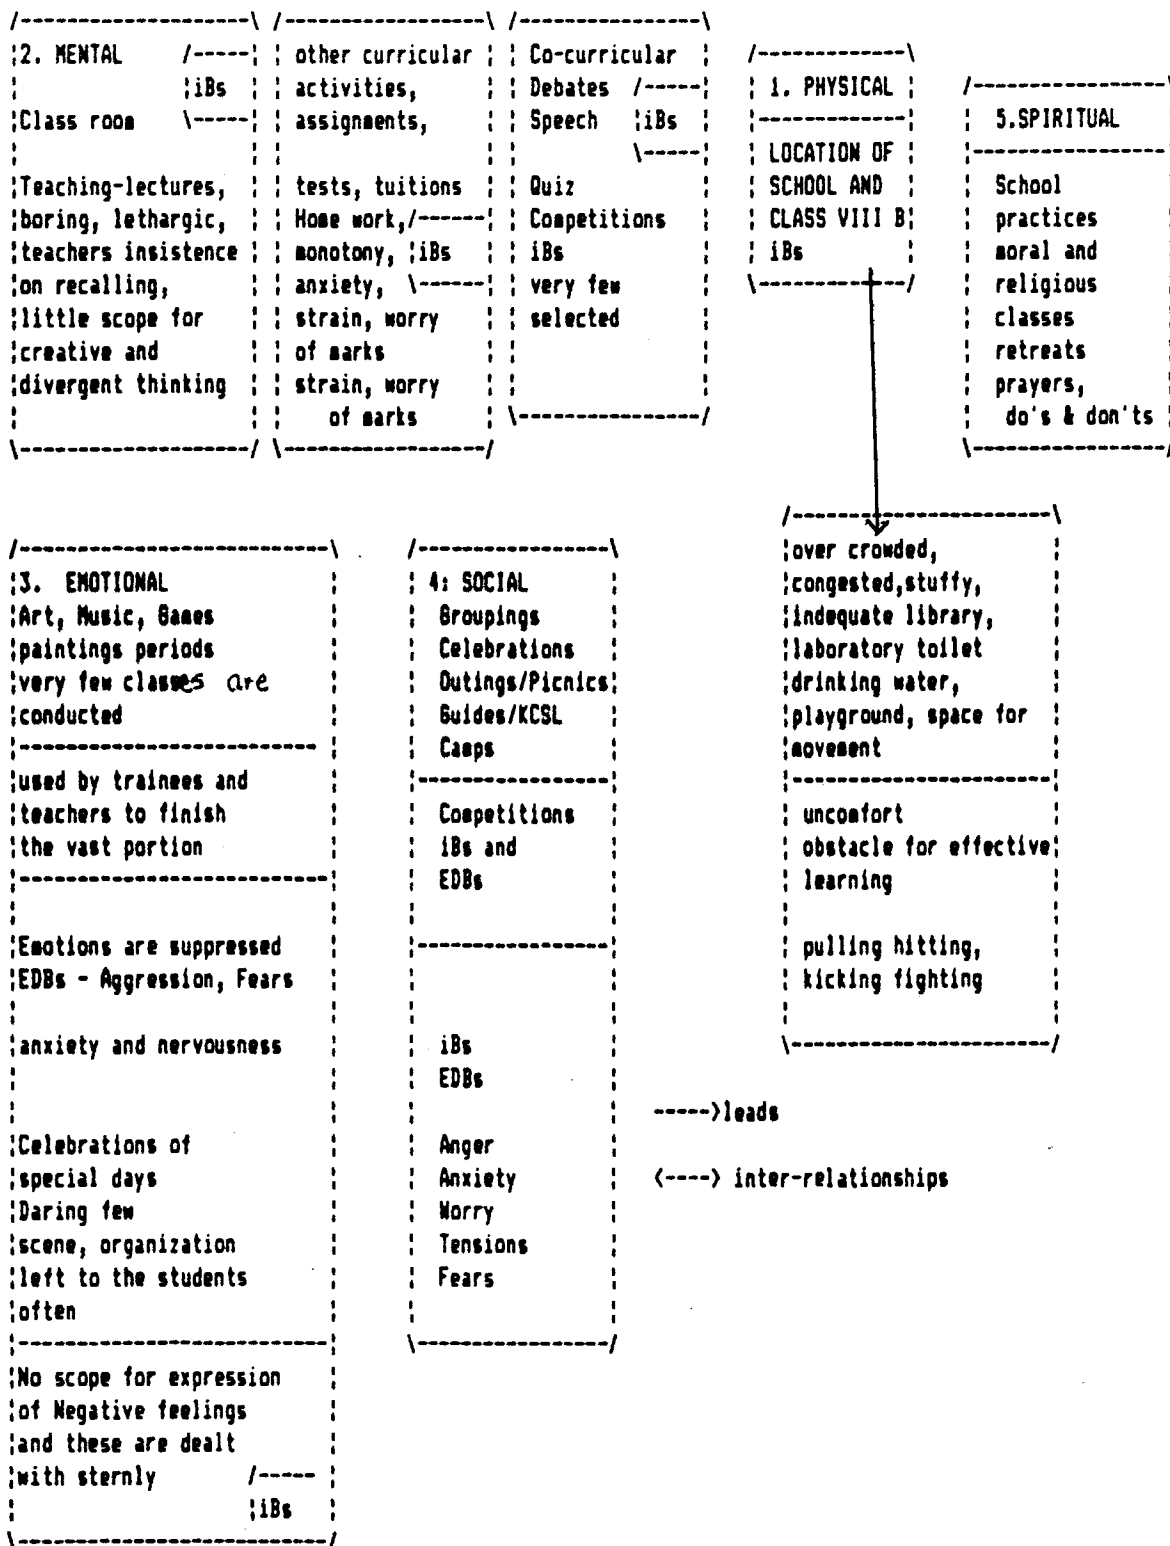 2. MENTAL
iBs
Class room
Teaching-lectures,
boring, lethargic,
teachers insistence
on recalling,
little scope for
creative and
divergent thinking
other curricular
activities,
assignments,
tests, tuitions
Home work,
monotony, iBs
anxiety,
strain, worry
of marks
strain, worry
of marks
Co-curricular
Debates
Speech iBs
Quiz
Competitions
iBs
very few
selected
1. PHYSICAL
LOCATION OF
SCHOOL AND
CLASS VIII B
iBs
5.SPIRITUAL
School
practices
moral and
religious
classes
retreats
prayers,
do's & don'ts
3. EMOTIONAL
Art, Music, Games
paintings periods
very few classes are
conducted
used by trainees and
teachers to finish
the vast portion
Emotions are suppressed
EDBs - Aggression, Fears
anxiety and nervousness
Celebrations of
special days
Daring few
scene, organization
left to the students
often
No scope for expression
of Negative feelings
and these are dealt
with sternly
iBs
4: SOCIAL
Groupings
Celebrations
Outings/Picnics
Guides/KCSL
Camps
Competitions
iBs and
EDBs
iBs
EDBs
Anger
Anxiety
Worry
Tensions
Fears
over crowded,
congested,stuffy,
indequate library,
laboratory toilet
drinking water,
playground, space for
movement
uncomfort
obstacle for effective
learning
pulling hitting,
kicking fighting
----->leads
<----> inter-relationships